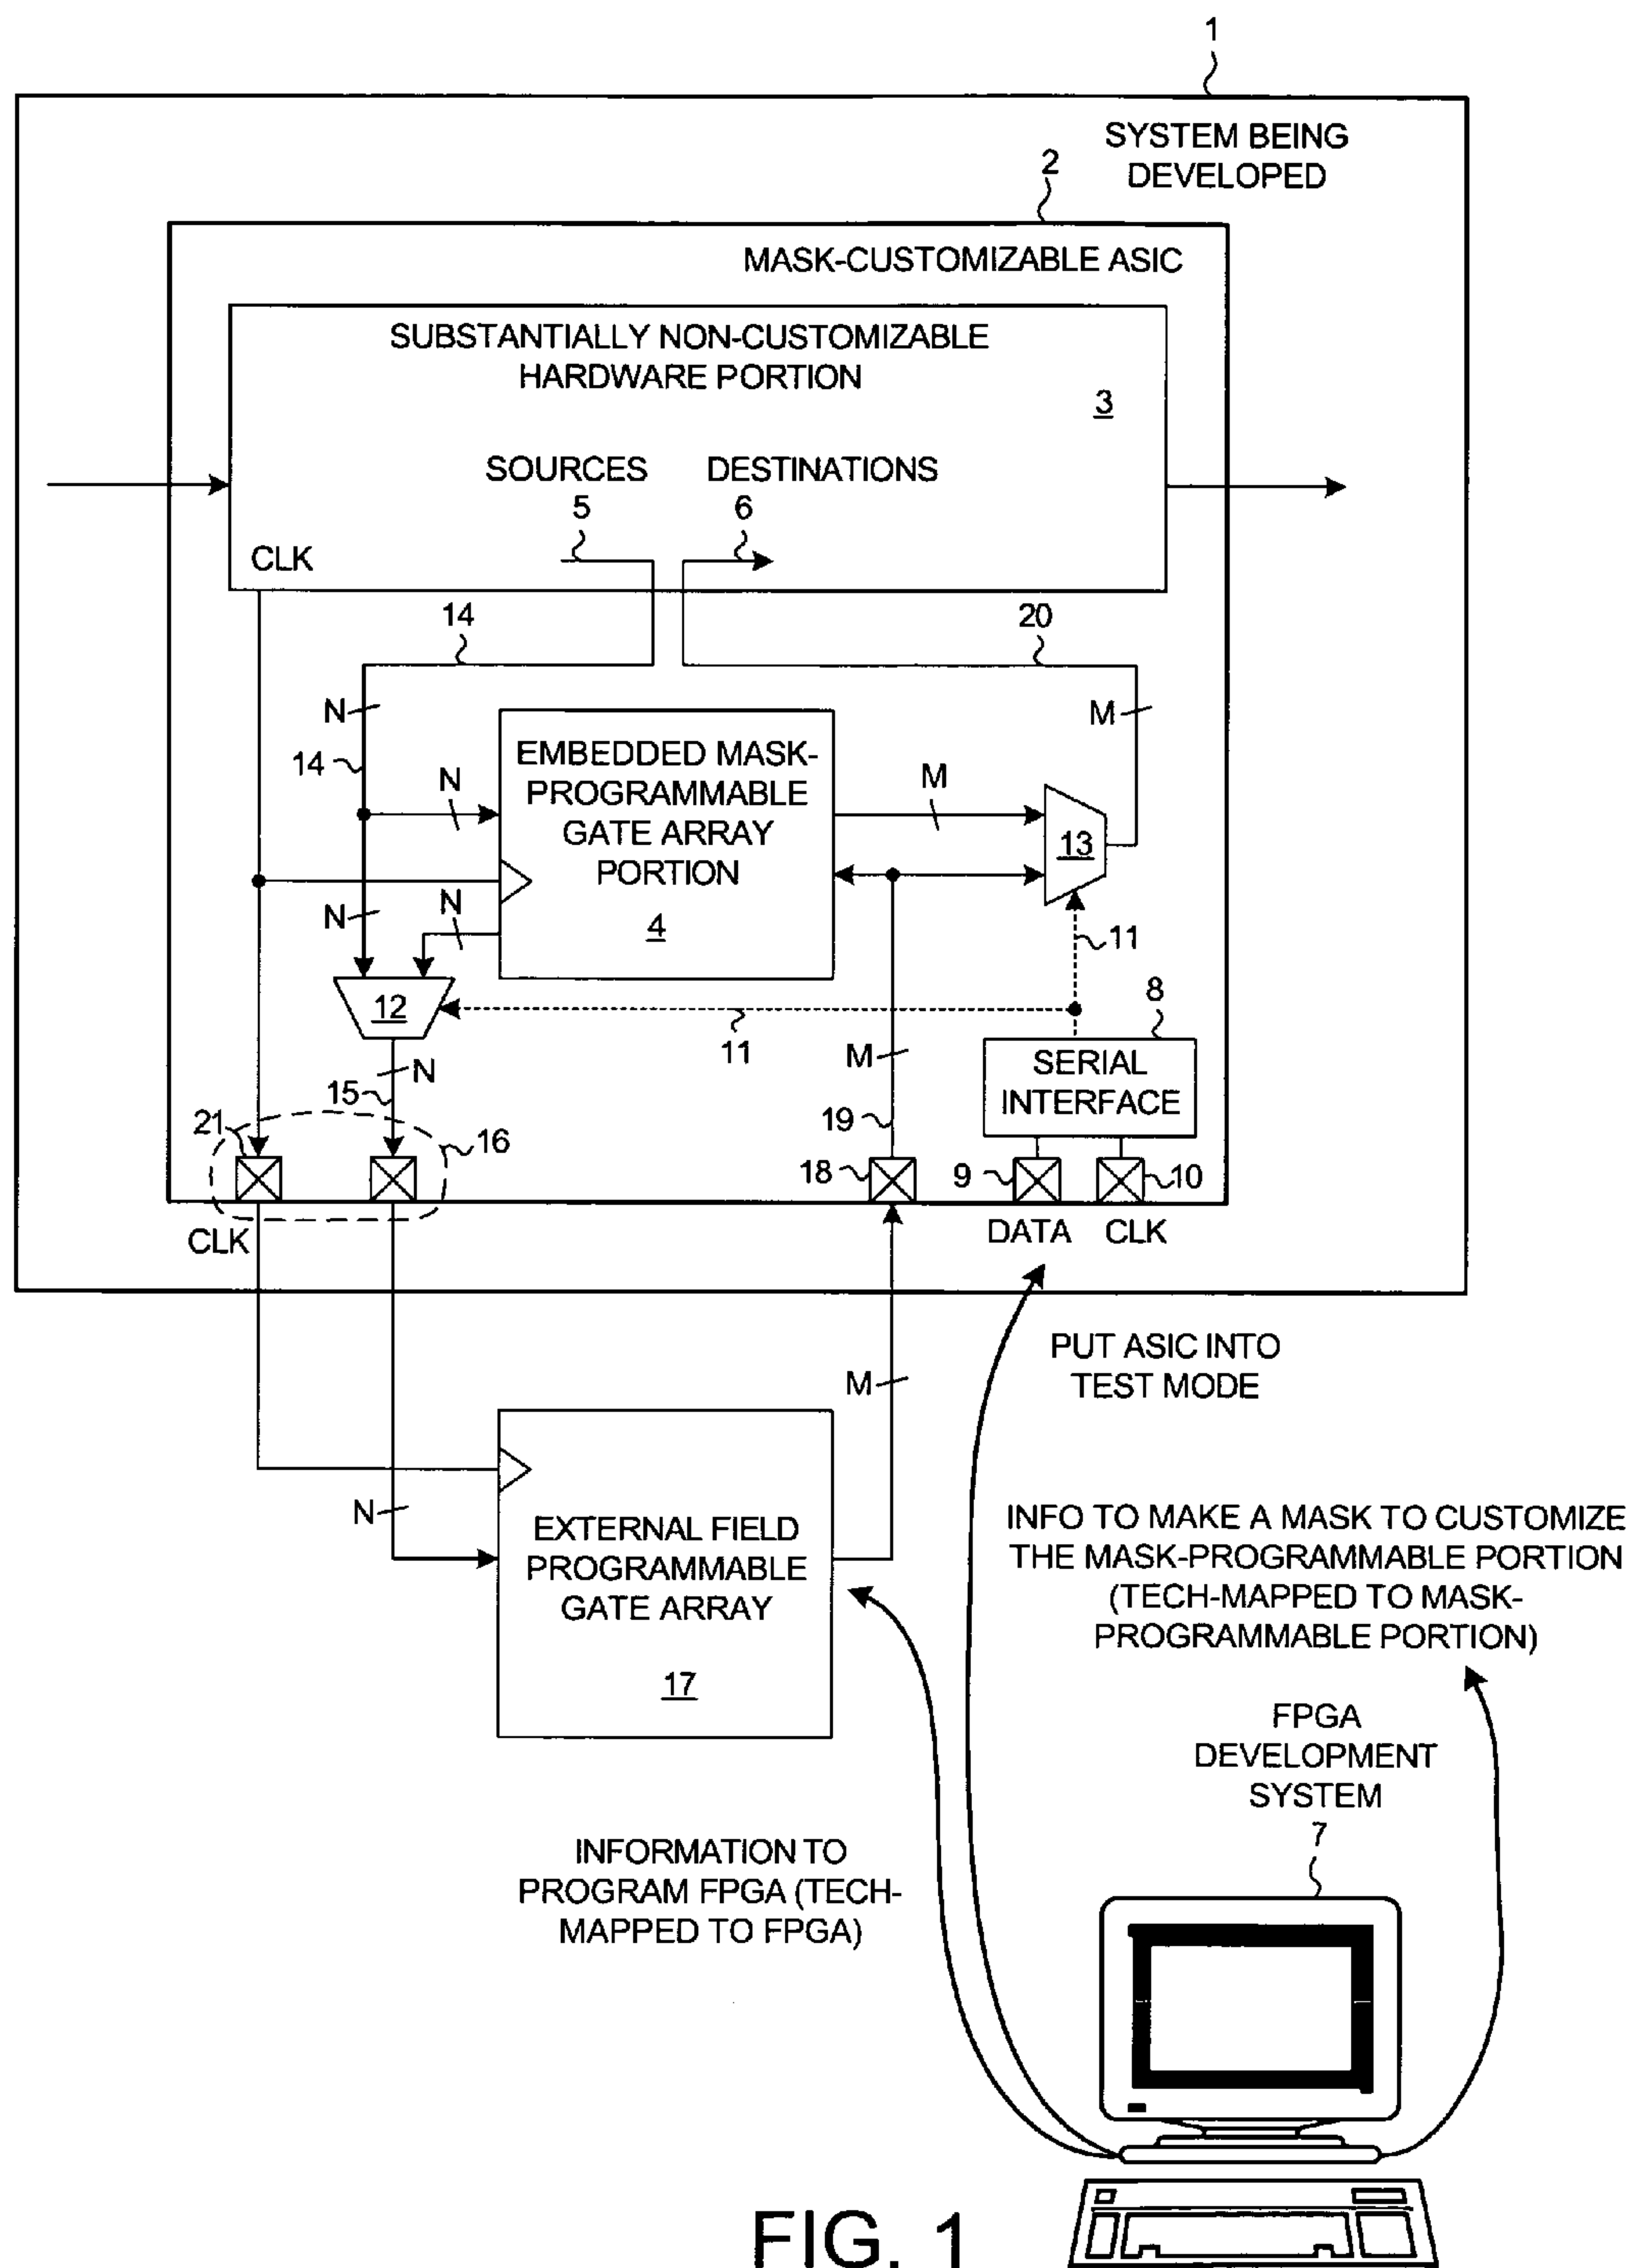 1
SYSTEM BEING
DEVELOPED
2
MASK-CUSTOMIZABLE ASIC
SUBSTANTIALLY NON-CUSTOMIZABLE
HARDWARE PORTION
3
SOURCES
DESTINATIONS
5
6
CLK
14
20
N
M
14
N
M
EMBEDDED MASK-
PROGRAMMABLE
GATE ARRAY
PORTION
4
13
N
N
11
12
11
8
SERIAL
INTERFACE
N
15
M
19
21
16
18
9
10
CLK
DATA
CLK
PUT ASIC INTO
TEST MODE
M
N
EXTERNAL FIELD
PROGRAMMABLE
GATE ARRAY
17
INFO TO MAKE A MASK TO CUSTOMIZE
THE MASK-PROGRAMMABLE PORTION
(TECH-MAPPED TO MASK-
PROGRAMMABLE PORTION)
FPGA
DEVELOPMENT
SYSTEM
7
INFORMATION TO
PROGRAM FPGA (TECH-
MAPPED TO FPGA)
FIG. 1